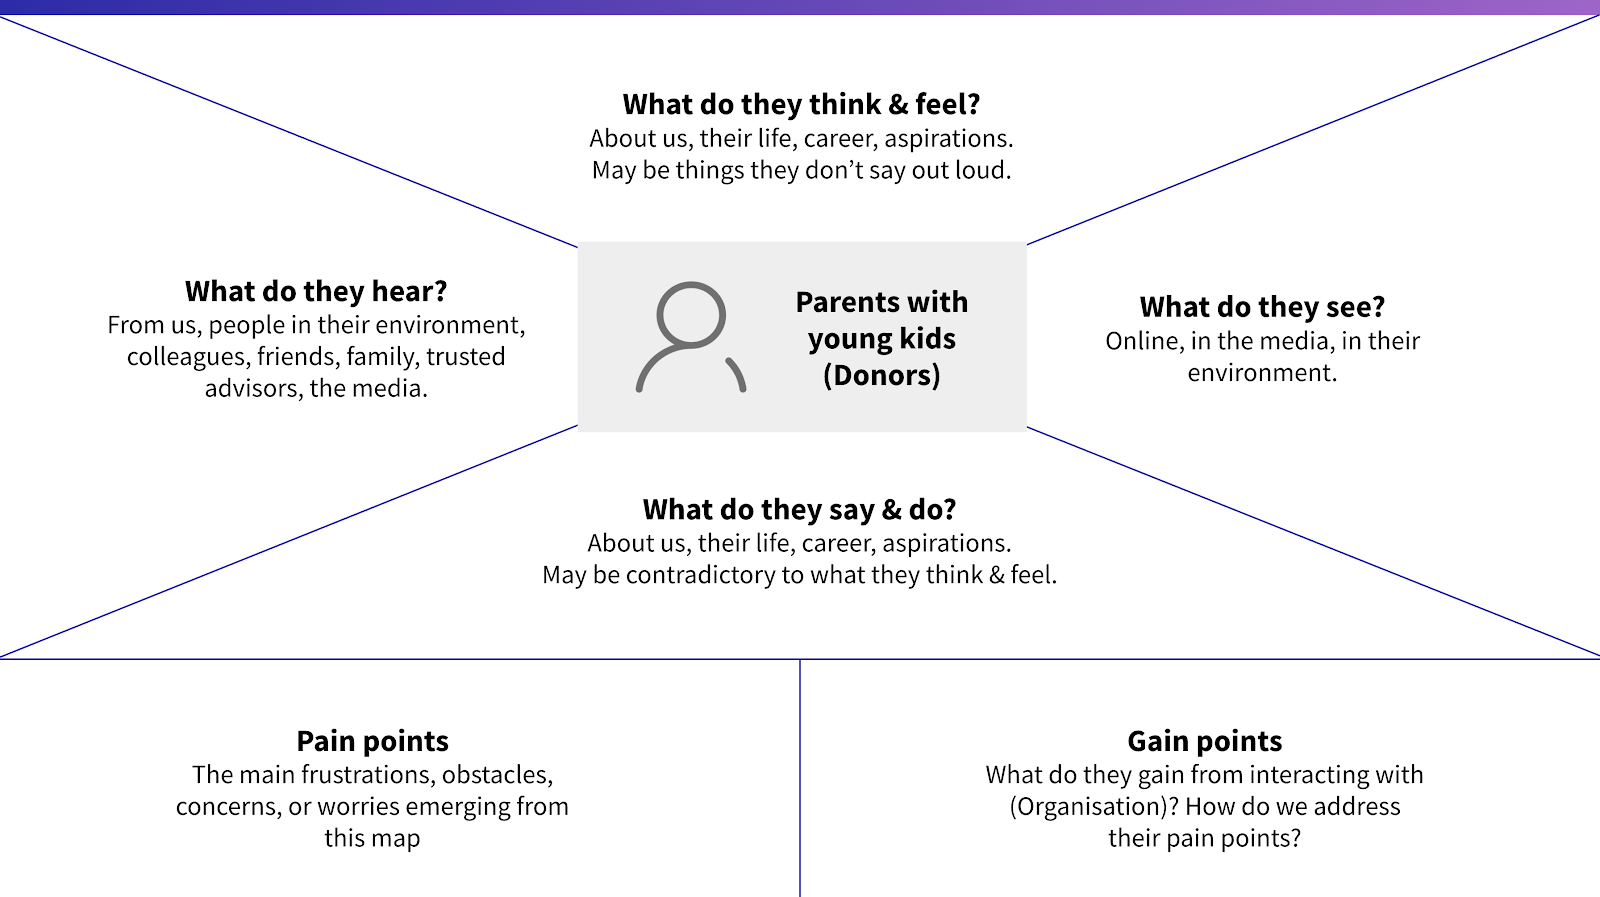 What do they think & feel?
About us, their life, career, aspirations.
May be things they don’t say out loud.
What do they hear?
From us, people in their environment,
colleagues, friends, family, trusted
advisors, the media.
Parents with
young kids
(Donors)
What do they see?
Online, in the media, in their
environment.
What do they say & do?
About us, their life, career, aspirations.
May be contradictory to what they think & feel.
Pain points
The main frustrations, obstacles,
concerns, or worries emerging from
this map
Gain points
What do they gain from interacting with
(Organisation)? How do we address
their pain points?